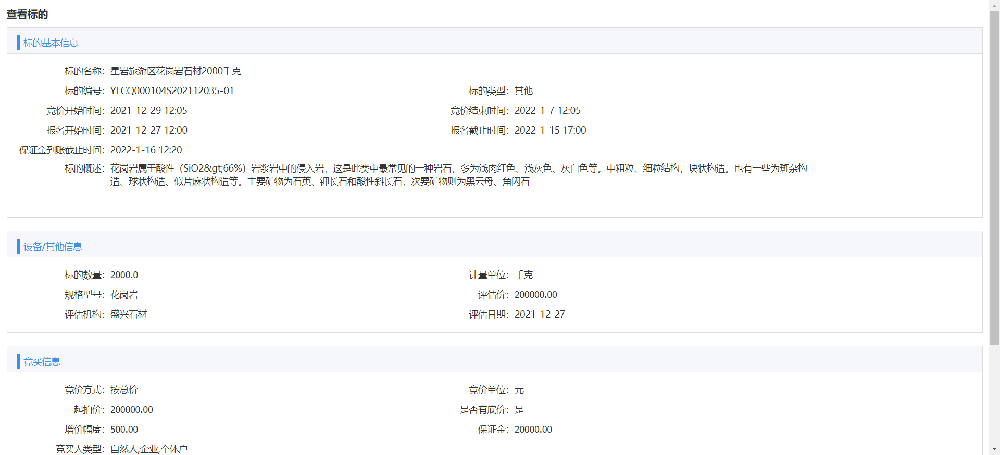 查看标的
标的基本信息
标的名称：星岩旅游区花岗岩石材2000千克
标的编号：YFCQ000104S202112035-01 标的类型：其他
竞价开始时间：2021-12-29 12:05 竞价结束时间：2022-1-7 12:05
报名开始时间：2021-12-27 12:00 报名截止时间：2022-1-15 17:00
保证金到账截止时间：2022-1-16 12:20
标的概述：花岗岩属于酸性（SiO2&gt;66%）岩浆岩中的侵入岩，这是此类中最常见的一种岩石，多为浅肉红色、浅灰色、灰白色等。中粗粒、细粒结构，块状构造。也有一些为斑杂构
造、球状构造、似片麻状构造等。主要矿物为石英、钾长石和酸性斜长石，次要矿物则为黑云母、角闪石
设备/其他信息
标的数量：2000.0 计量单位：千克
规格型号：花岗岩 评估价：200000.00
评估机构：盛兴石材 评估日期：2021-12-27
竞买信息
竞价方式：按总价 竞价单位：元
起拍价：200000.00 是否有底价：是
增价幅度：500.00 保证金：20000.00
竞买人类型：自然人,企业,个体户